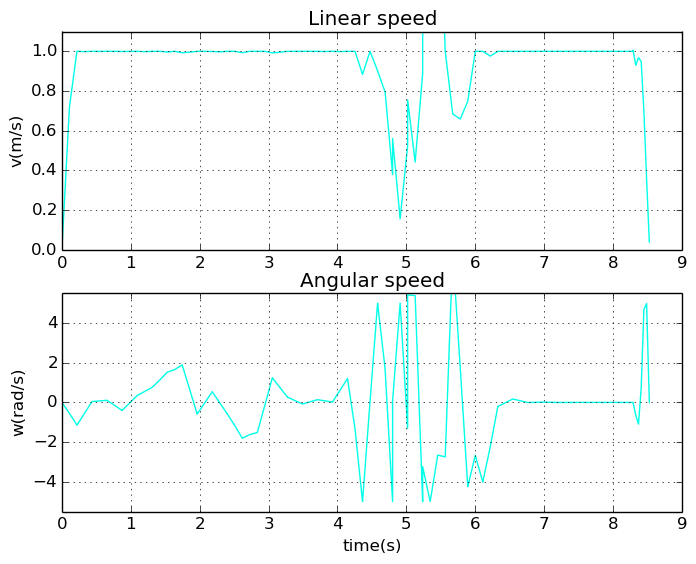 Linear speed
v(m/s)
1.0
0.8
0.6
0.4
0.2
0.0
0 1 2 3 4 5 6 7 8 9
Angular speed
w(rad/s)
4
2
0
−2
−4
0 1 2 3 4 5 6 7 8 9
time(s)